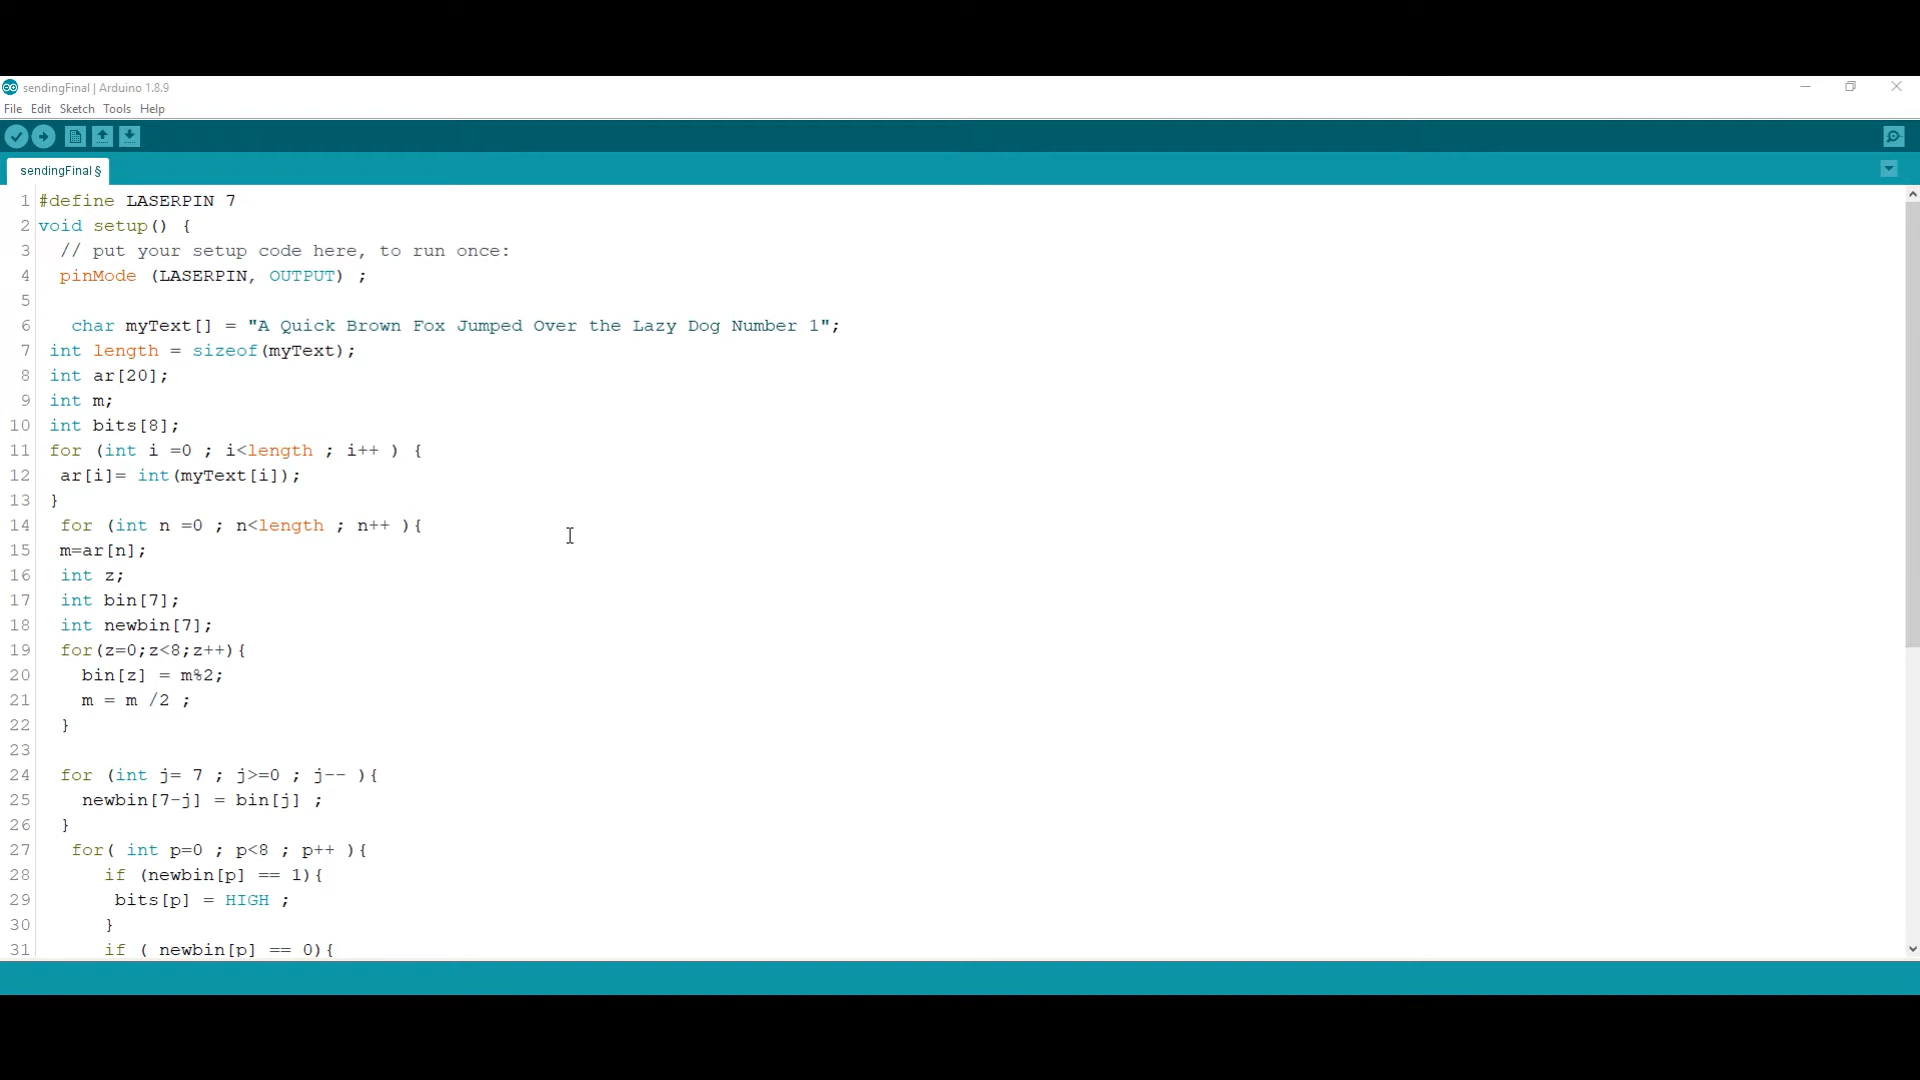 sendingFinal | Arduino 1.8.9
File Edit Sketch Tools Help
sendingFinal §
1 #define LASERPIN 7
2 void setup() {
3 // put your setup code here, to run once:
4 pinMode (LASERPIN, OUTPUT) ;
5
6 char myText[] = "A Quick Brown Fox Jumped Over the Lazy Dog Number 1";
7 int length = sizeof(myText);
8 int ar[20];
9 int m;
10 int bits[8];
11 for (int i =0 ; i<length ; i++ ) {
12 ar[i]= int(myText[i]);
13 }
14 for (int n =0 ; n<length ; n++ ){
15 m=ar[n];
16 int z;
17 int bin[7];
18 int newbin[7];
19 for(z=0;z<8;z++){
20 bin[z] = m%2;
21 m = m /2 ;
22 }
23
24 for (int j= 7 ; j>=0 ; j-- ){
25 newbin[7-j] = bin[j] ;
26 }
27 for( int p=0 ; p<8 ; p++ ){
28 if (newbin[p] == 1){
29 bits[p] = HIGH ;
30 }
31 if ( newbin[p] == 0){